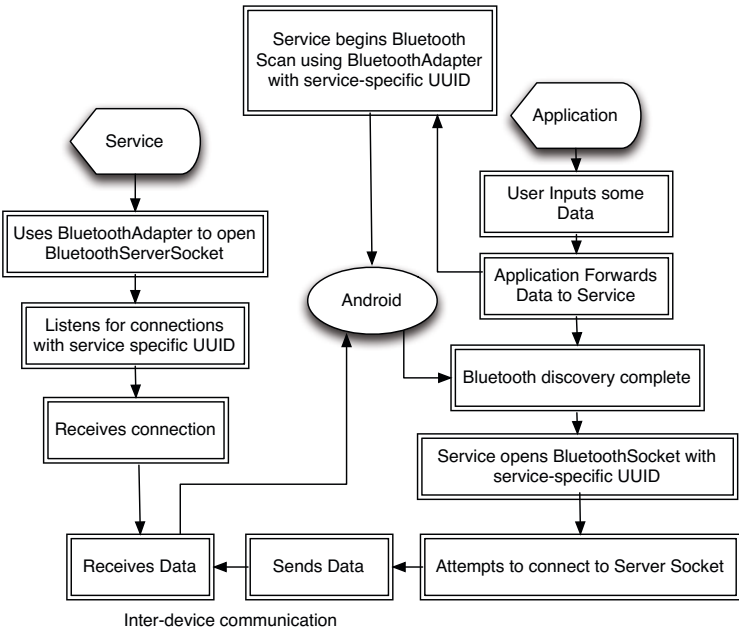 Service begins Bluetooth
Scan using BluetoothAdapter
with service-specific UUID
Service
Application
Uses BluetoothAdapter to open
BluetoothServerSocket
User Inputs some
Data
Listens for connections
with service specific UUID
Android
Application Forwards
Data to Service
Receives connection
Bluetooth discovery complete
Service opens BluetoothSocket with
service-specific UUID
Receives Data
Sends Data
Attempts to connect to Server Socket
Inter-device communication